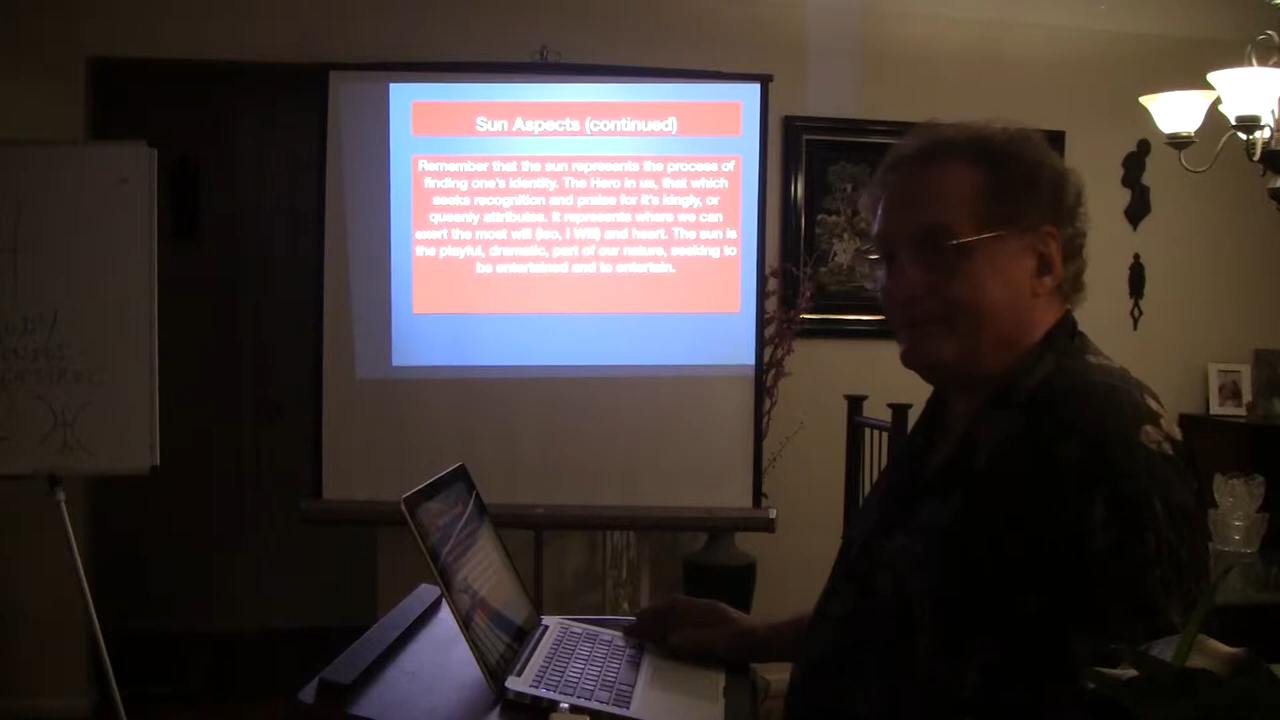 Sun Aspects (continued)
Remember that the sun represents the process of
finding one's identity. The Hero in us, that which
seeks recognition and praise for it's kingly, or
queenly attributes. It represents where we can
exert the most will (leo, I Will) and heart. The sun is
the playful, dramatic, part of our nature, seeking to
be entertained and to entertain.